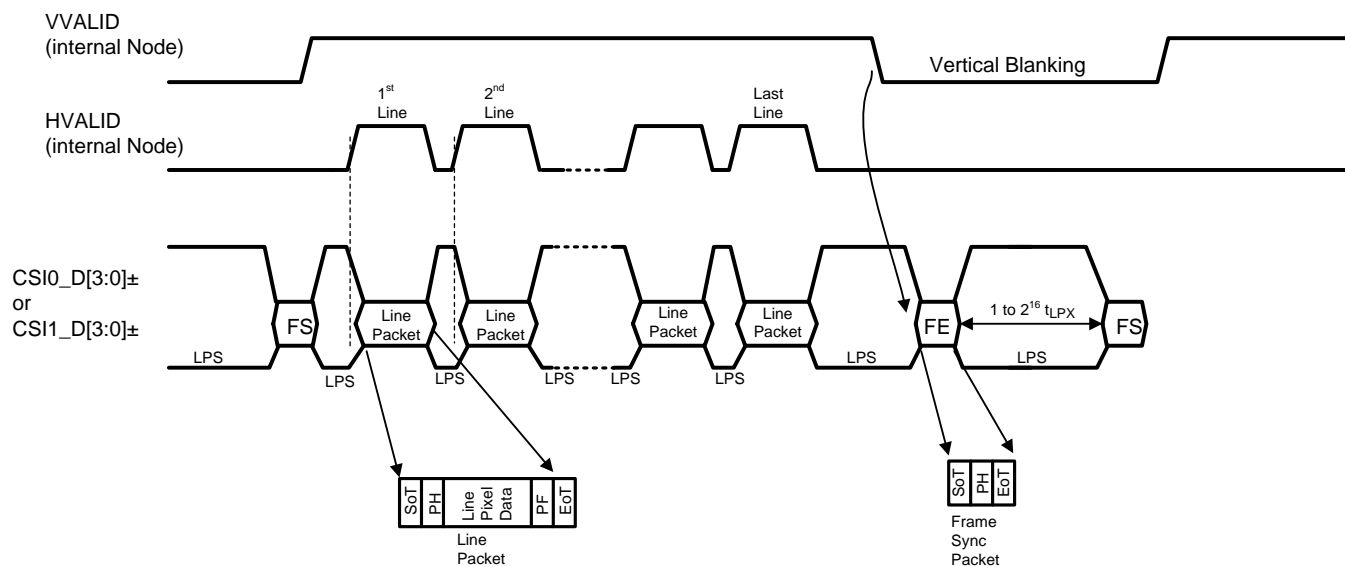 VVALID
(internal Node)
Vertical Blanking
1st
Line
2nd
Line
Last
Line
HVALID
(internal Node)
CSI0_D[3:0]±
or
CSI1_D[3:0]±
FS
Line
Packet
Line
Packet
Line
Packet
Line
Packet
FE
1 to 2^16 tLPX
FS
LPS
LPS
LPS
LPS
LPS
LPS
LPS
LPS
SoT
PH
Line
Pixel
Data
PF
EoT
Line
Packet
SoT
PH
EoT
Frame
Sync
Packet